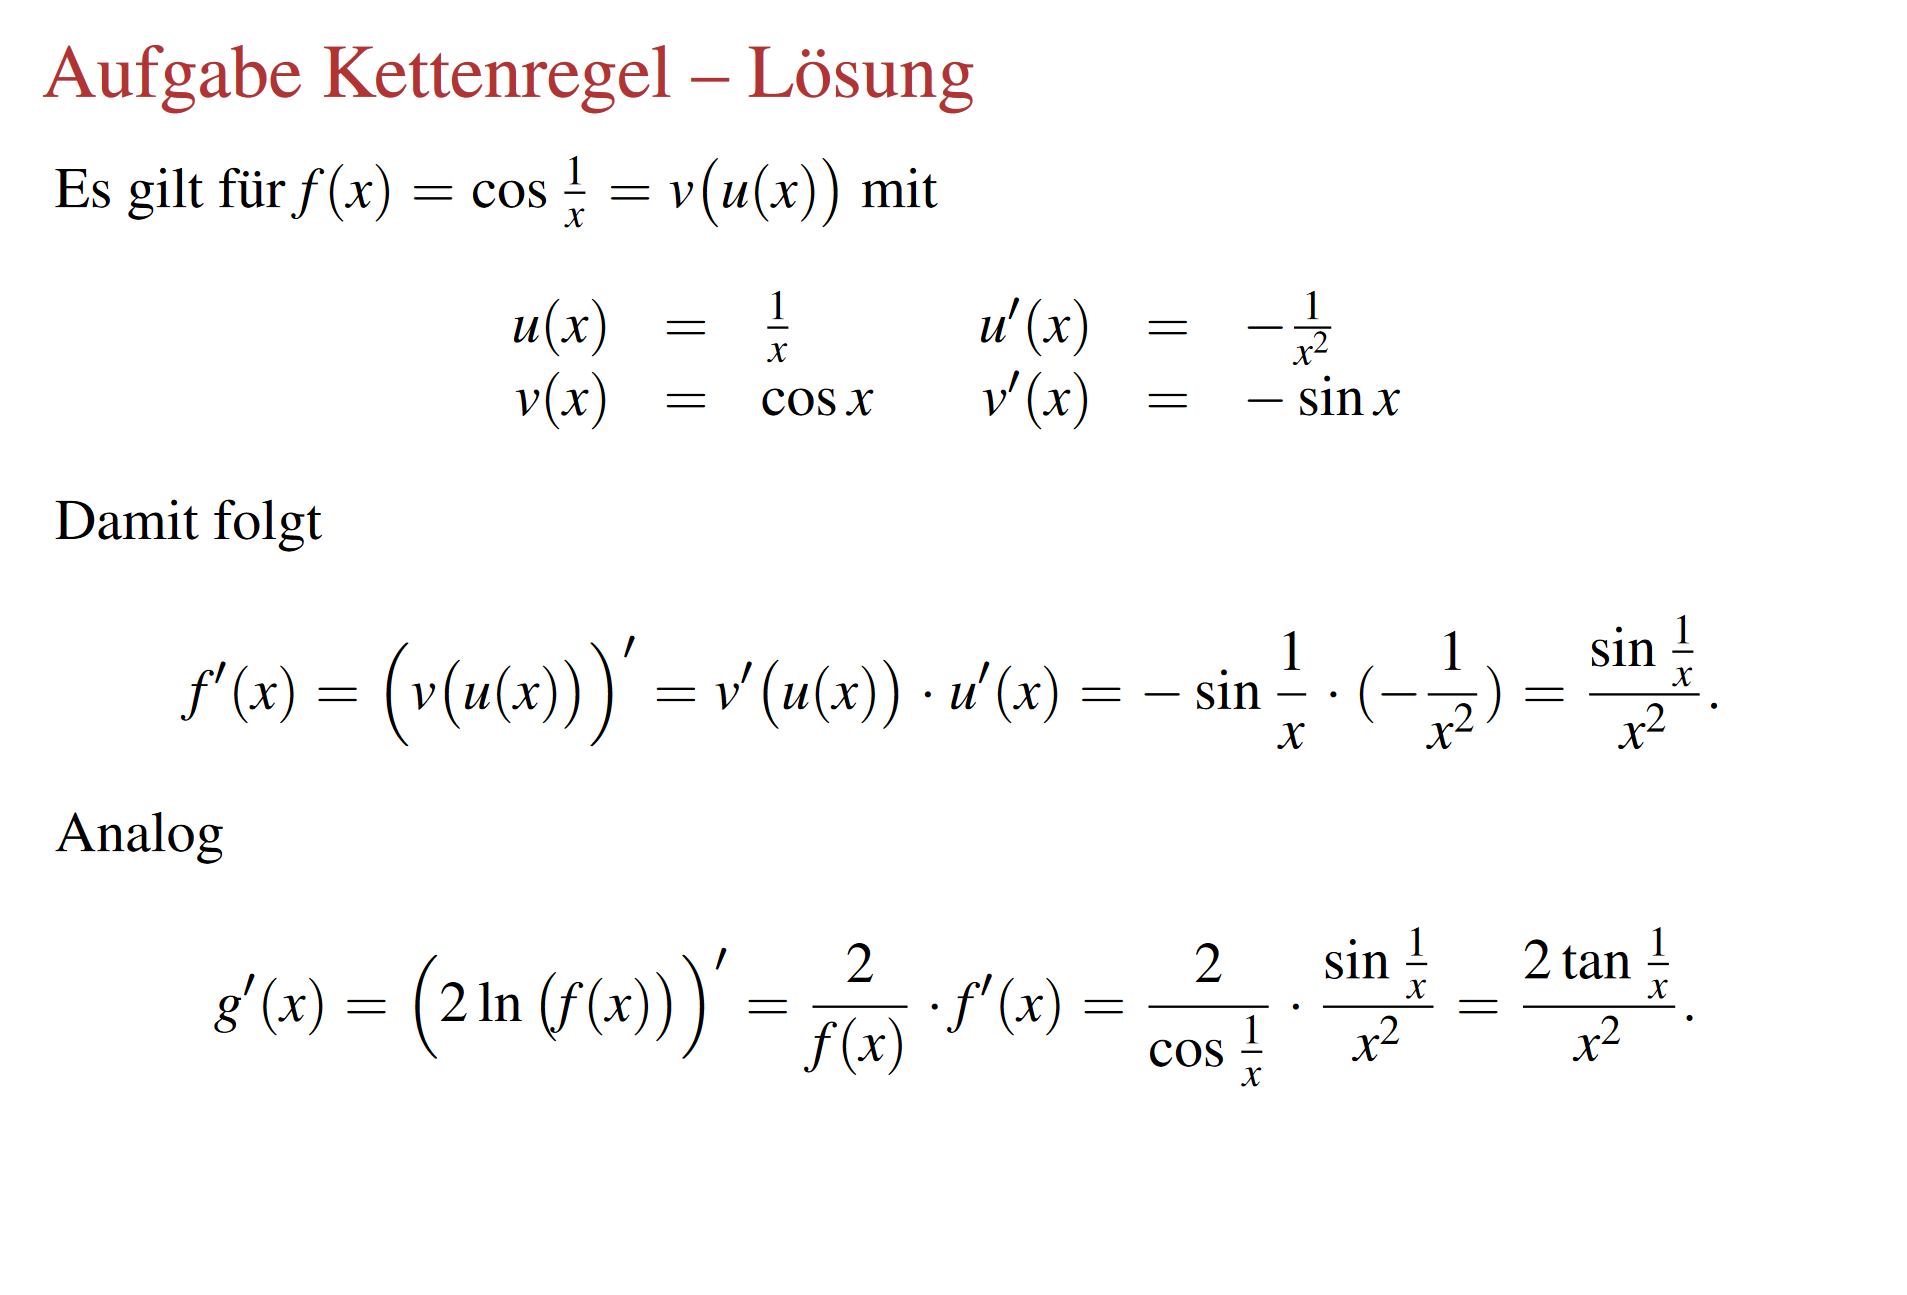 Aufgabe Kettenregel – Lösung
Es gilt für f(x) = cos 1/x = v(u(x)) mit
u(x) = 1/x u′(x) = −1/x²
v(x) = cos x v′(x) = − sin x
Damit folgt
f′(x) = (v(u(x)))′ = v′(u(x)) · u′(x) = − sin 1/x · (−1/x²) = sin 1/x / x².
Analog
g′(x) = (2 ln (f(x)))′ = 2/f(x) · f′(x) = 2/cos 1/x · sin 1/x / x² = 2 tan 1/x / x².